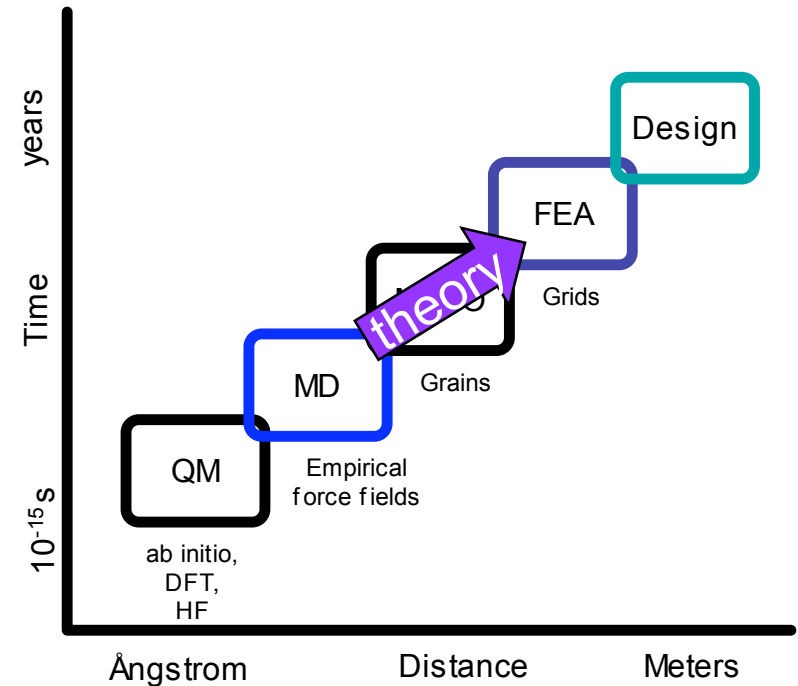 years
Design
FEA
theory
Time
Grids
MD
Grains
QM
Empirical
force fields
10-15s
ab initio,
DFT,
HF
Ångstrom
Distance
Meters